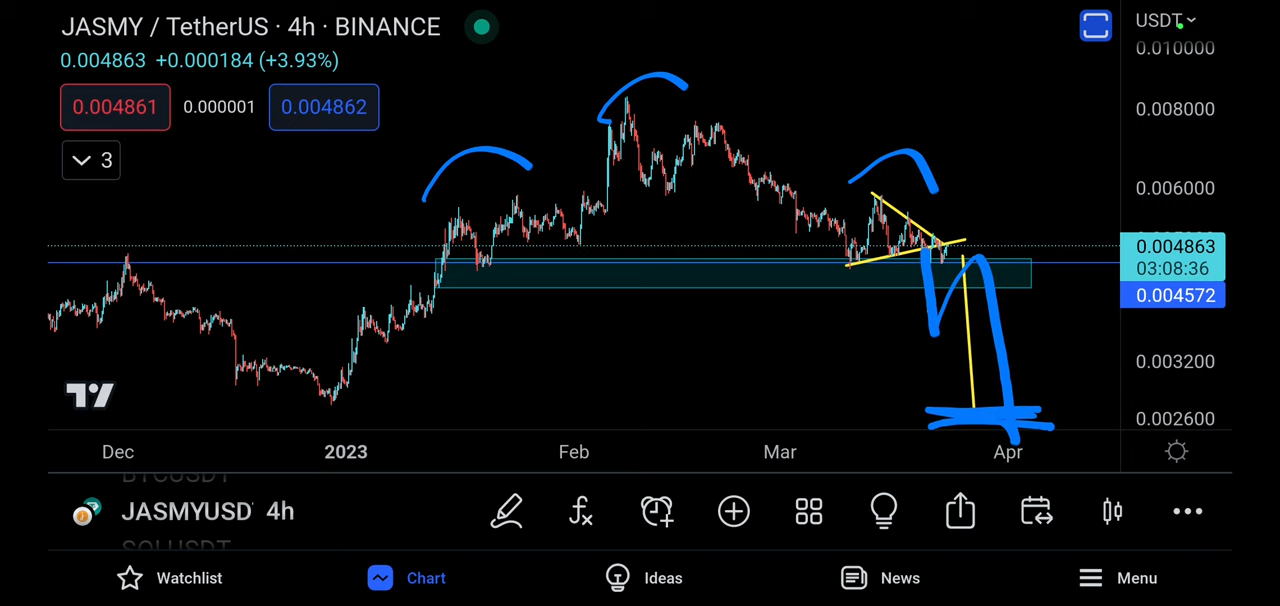 JASMY / TetherUS · 4h · BINANCE
USDT
0.010000
0.004863 +0.000184 (+3.93%)
0.004861
0.000001
0.004862
0.008000
3
0.006000
0.004863
03:08:36
0.004572
0.003200
0.002600
Dec
2023
Feb
Mar
Apr
JASMYUSD 4h
Watchlist
Chart
Ideas
News
Menu